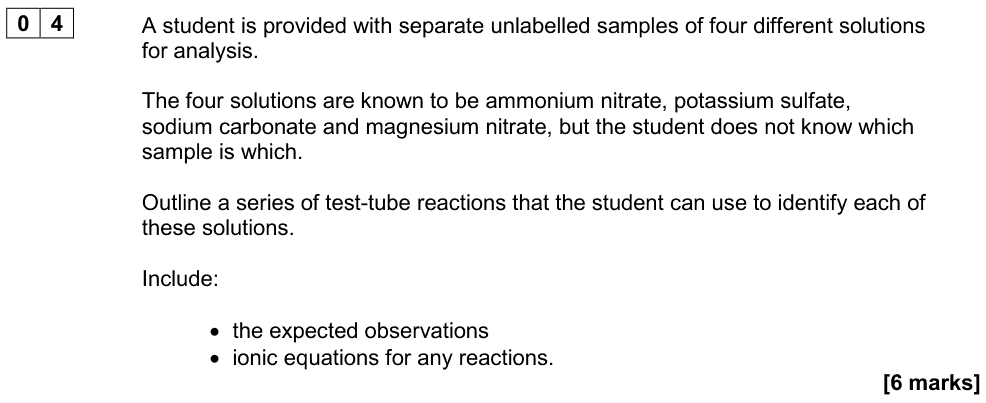 0 4
A student is provided with separate unlabelled samples of four different solutions
for analysis.
The four solutions are known to be ammonium nitrate, potassium sulfate,
sodium carbonate and magnesium nitrate, but the student does not know which
sample is which.
Outline a series of test-tube reactions that the student can use to identify each of
these solutions.
Include:
• the expected observations
• ionic equations for any reactions.
[6 marks]